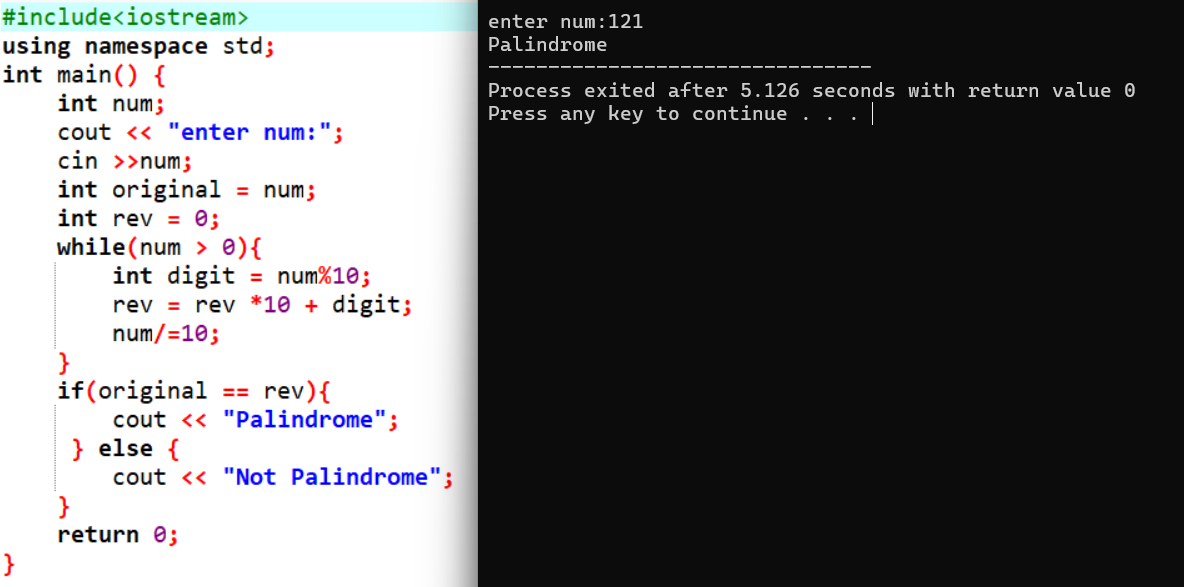 #include<iostream>
using namespace std;
int main() {
    int num;
    cout << "enter num:";
    cin >>num;
    int original = num;
    int rev = 0;
    while(num > 0){
        int digit = num%10;
        rev = rev *10 + digit;
        num/=10;
    }
    if(original == rev){
        cout << "Palindrome";
     } else {
        cout << "Not Palindrome";
    }
    return 0;
}
enter num:121
Palindrome
--------------------------------
Process exited after 5.126 seconds with return value 0
Press any key to continue . . .